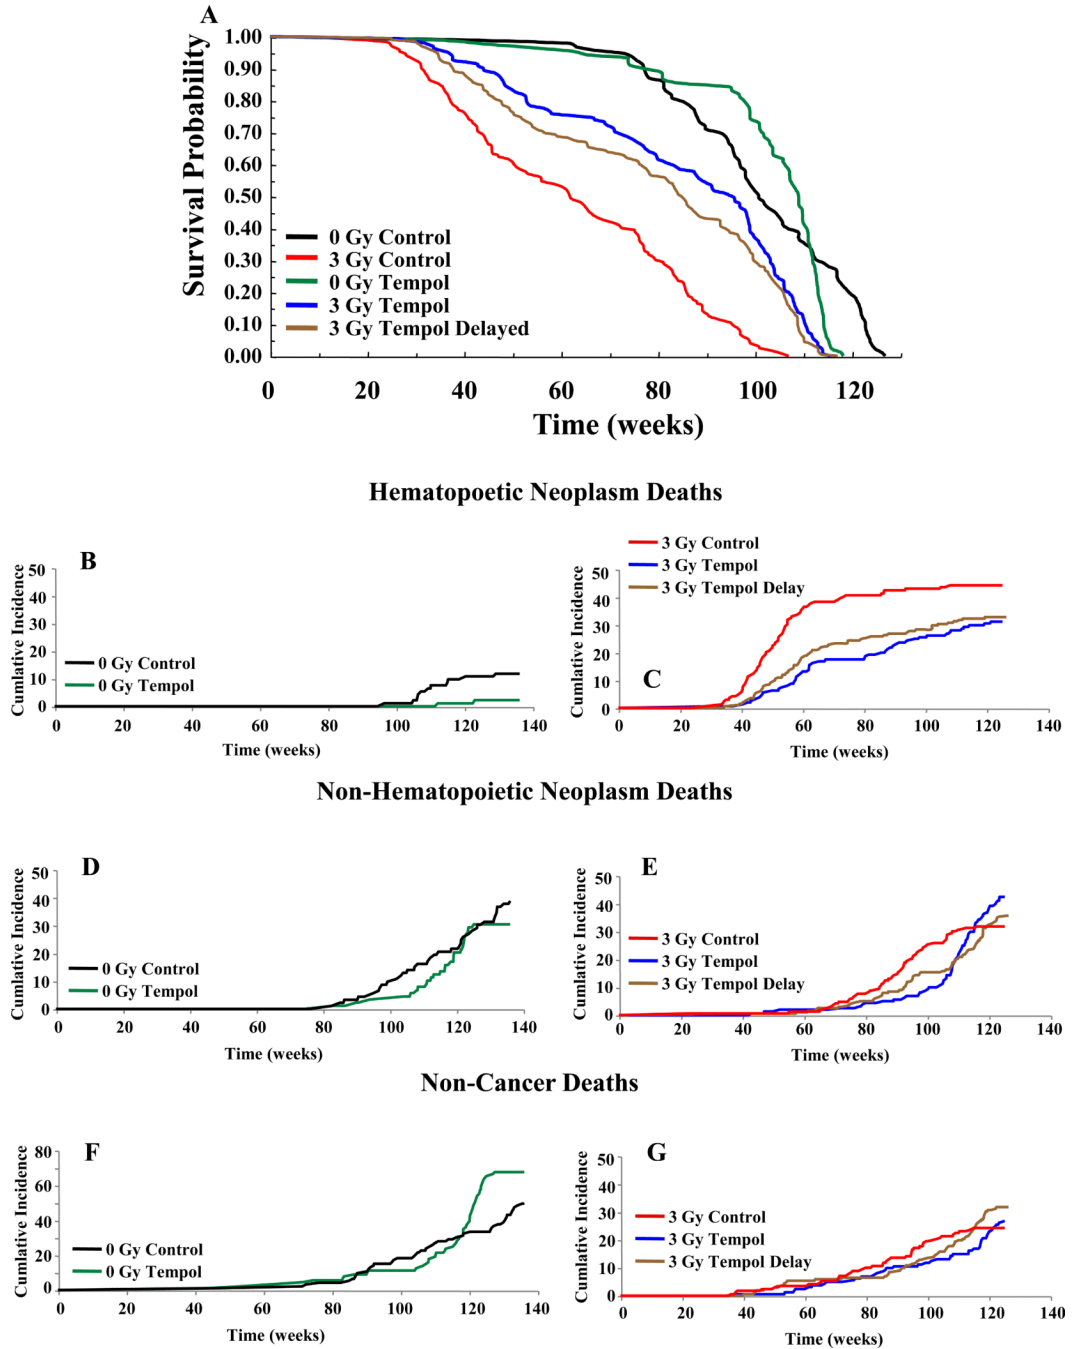 A
Survival Probability
1.00
0.90
0.80
0.70
0.60
0.50
0.40
0.30
0.20
0.10
0.00
0 Gy Control
3 Gy Control
0 Gy Tempol
3 Gy Tempol
3 Gy Tempol Delayed
0 20 40 60 80 100 120
Time (weeks)
Hematopoetic Neoplasm Deaths
B
Cumlative Incidence
50
40
30
20
10
0
0 Gy Control
0 Gy Tempol
0 20 40 60 80 100 120 140
Time (weeks)
3 Gy Control
3 Gy Tempol
3 Gy Tempol Delay
C
Cumlative Incidence
50
40
30
20
10
0
0 20 40 60 80 100 120 140
Time (weeks)
Non-Hematopoietic Neoplasm Deaths
D
Cumulative Incidence
50
40
30
20
10
0
0 Gy Control
0 Gy Tempol
0 20 40 60 80 100 120 140
Time (weeks)
E
Cumulative Incidence
50
40
30
20
10
0
3 Gy Control
3 Gy Tempol
3 Gy Tempol Delay
0 20 40 60 80 100 120 140
Time (weeks)
Non-Cancer Deaths
F
Cumulative Incidence
80
60
40
20
0
0 Gy Control
0 Gy Tempol
0 20 40 60 80 100 120 140
Time (weeks)
G
Cumulative Incidence
50
40
30
20
10
0
3 Gy Control
3 Gy Tempol
3 Gy Tempol Delay
0 20 40 60 80 100 120 140
Time (weeks)